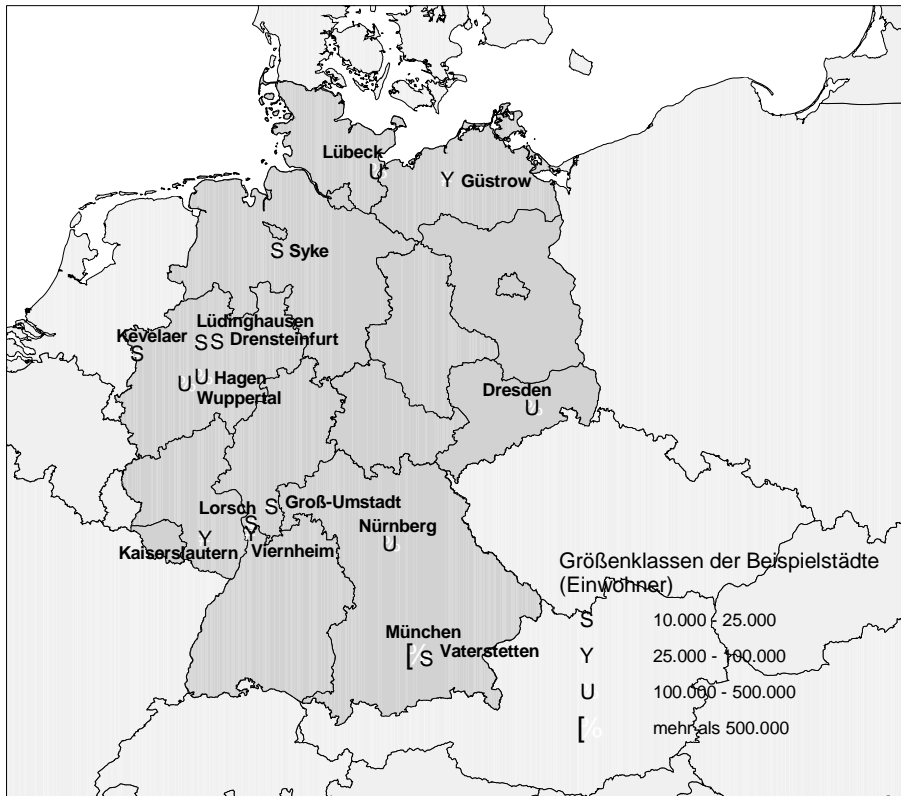 Lübeck
U
Y Güstrow
S Syke
Lüdinghausen
Kevelaer
S S Drensteinfurt
S
U U Hagen
Wuppertal
Dresden
U
Lorsch S Groß-Umstadt
S
Nürnberg
Y Y
U
Kaiserslautern Viernheim
Größenklassen der Beispielstädte
(Einwohner)
S 10.000 - 25.000
München
[% S Vaterstetten
Y 25.000 - 100.000
U 100.000 - 500.000
[% mehr als 500.000